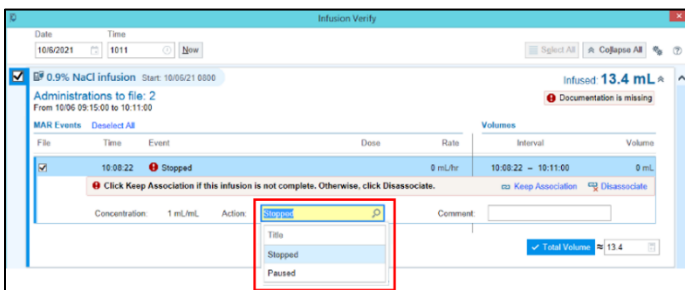 Infusion Verify
Date Time
10/6/2021 1011 Now Select All Collapse All
0.9% NaCl infusion Start: 10/06/21 0800 Infused: 13.4 mL
Administrations to file: 2 Documentation is missing
From 10/06 09:15:00 to 10:11:00
MAR Events Deselect All Volumes
File Time Event Dose Rate Interval Volume
10:08:22 Stopped 0 mL/hr 10:08:22 – 10:11:00 0 mL
Click Keep Association if this infusion is not complete. Otherwise, click Disassociate. Keep Association Disassociate
Concentration: 1 mL/mL Action: Stopped Comment:
Title
Stopped Total Volume ≈ 13.4
Paused